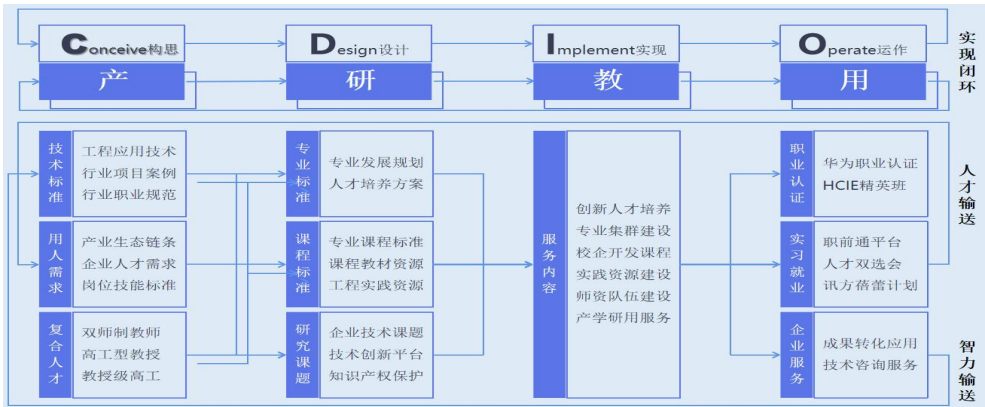 Conceive构思
Design设计
Implement实现
Operate运作
产
研
教
用
实现闭环
技术标准
工程应用技术
行业项目案例
行业职业规范
用人需求
产业生态链条
企业人才需求
岗位技能标准
复合人才
双师制教师
高工型教授
教授级高工
专业标准
专业发展规划
人才培养方案
课程标准
专业课程标准
课程教材资源
工程实践资源
研究课题
企业技术课题
技术创新平台
知识产权保护
服务内容
创新人才培养
专业集群建设
校企开发课程
实践资源建设
师资队伍建设
产学研用服务
职业认证
华为职业认证
HCIE精英班
实习就业
职前通平台
人才双选会
讯方蓓蕾计划
企业服务
成果转化应用
技术咨询服务
人才输送
智力输送